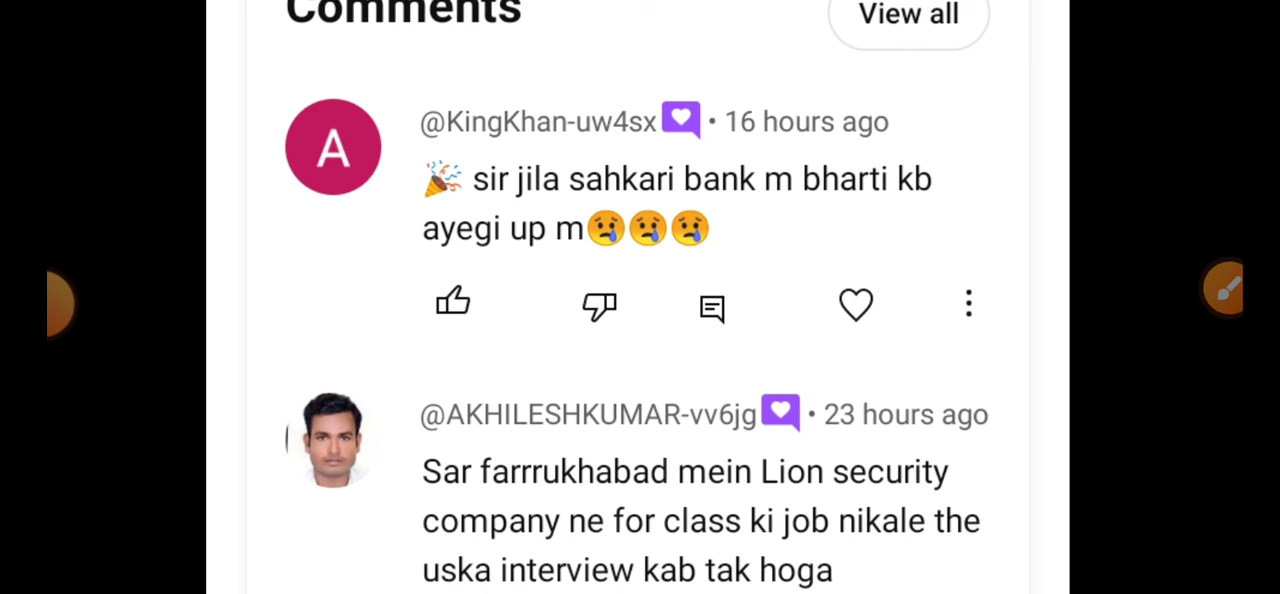 Comments
View all
A
@KingKhan-uw4sx • 16 hours ago
🎉 sir jila sahkari bank m bharti kb
ayegi up m😢😢😢
@AKHILESHKUMAR-vv6jg • 23 hours ago
Sar farrrukhabad mein Lion security
company ne for class ki job nikale the
uska interview kab tak hoga